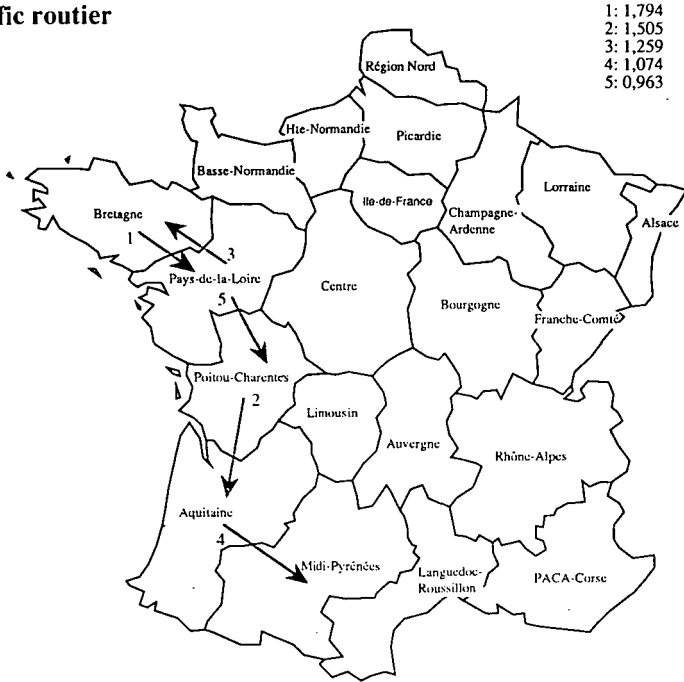 fic routier
1: 1,794
2: 1,505
3: 1,259
4: 1,074
5: 0,963
Région Nord
Hte-Normandie
Picardie
Basse-Normandie
Ile-de-France
Lorraine
Champagne-
Ardenne
Alsace
Bretagne
1
3
Pays-de-la-Loire
Centre
5
Bourgogne
Franche-Comté
Poitou-Charentes
2
Limousin
Auvergne
Rhône-Alpes
Aquitaine
4
Midi-Pyrénées
Languedoc-
Roussillon
PACA-Corse